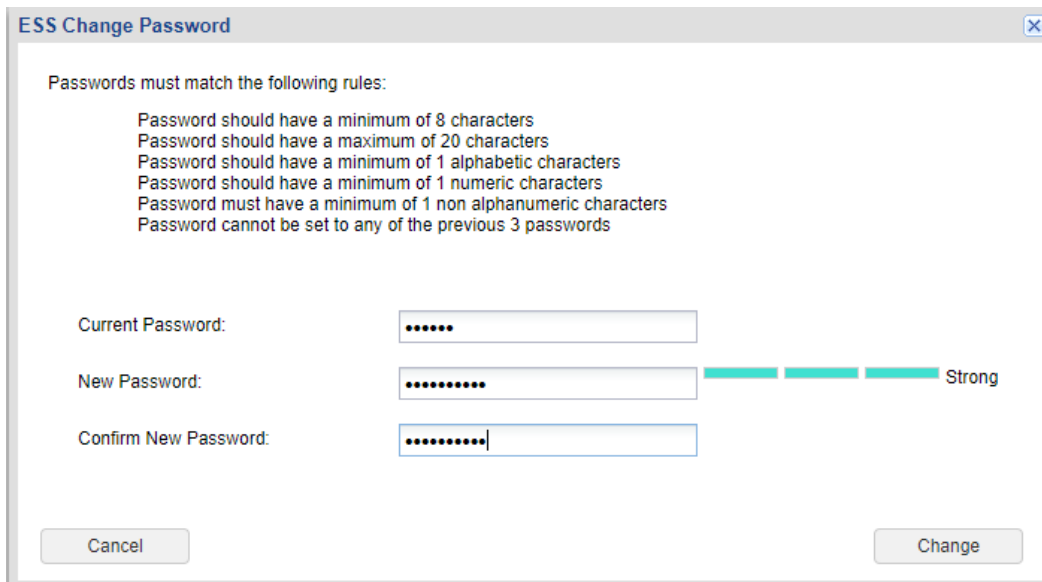 ESS Change Password
Passwords must match the following rules:
Password should have a minimum of 8 characters
Password should have a maximum of 20 characters
Password should have a minimum of 1 alphabetic characters
Password should have a minimum of 1 numeric characters
Password must have a minimum of 1 non alphanumeric characters
Password cannot be set to any of the previous 3 passwords
Current Password: ••••••
New Password: •••••••••• Strong
Confirm New Password: ••••••••••
Cancel Change